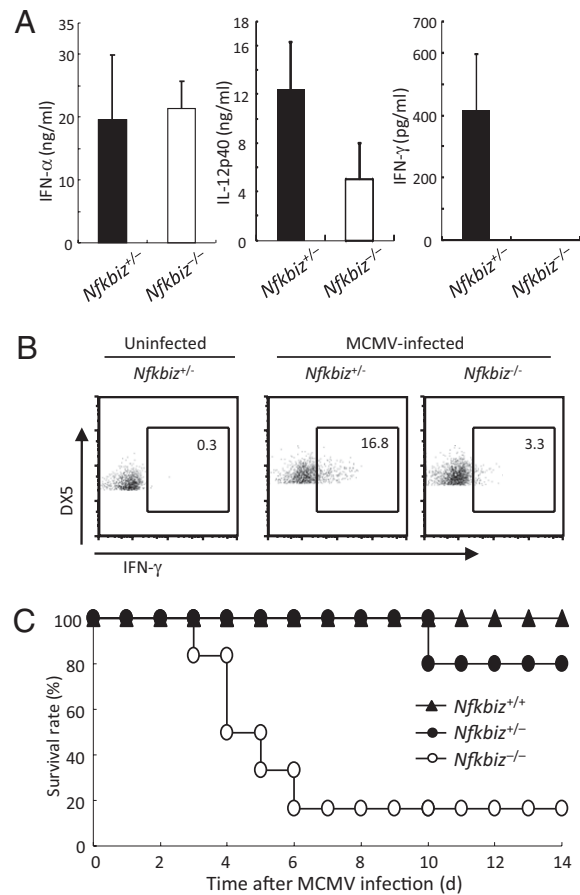 A
IFN-α (ng/ml)
35
30
25
20
15
10
5
0
Nfkbiz+/−
Nfkbiz−/−
IL-12p40 (ng/ml)
18
16
12
8
4
0
Nfkbiz+/−
Nfkbiz−/−
IFN-γ (pg/ml)
700
600
400
200
0
Nfkbiz+/−
Nfkbiz−/−
B
Uninfected
MCMV-infected
Nfkbiz+/-
Nfkbiz+/-
Nfkbiz-/-
0.3
16.8
3.3
DX5
IFN-γ
C
Survival rate (%)
100
80
60
40
20
0
Nfkbiz+/+
Nfkbiz+/−
Nfkbiz−/−
0 2 4 6 8 10 12 14
Time after MCMV infection (d)